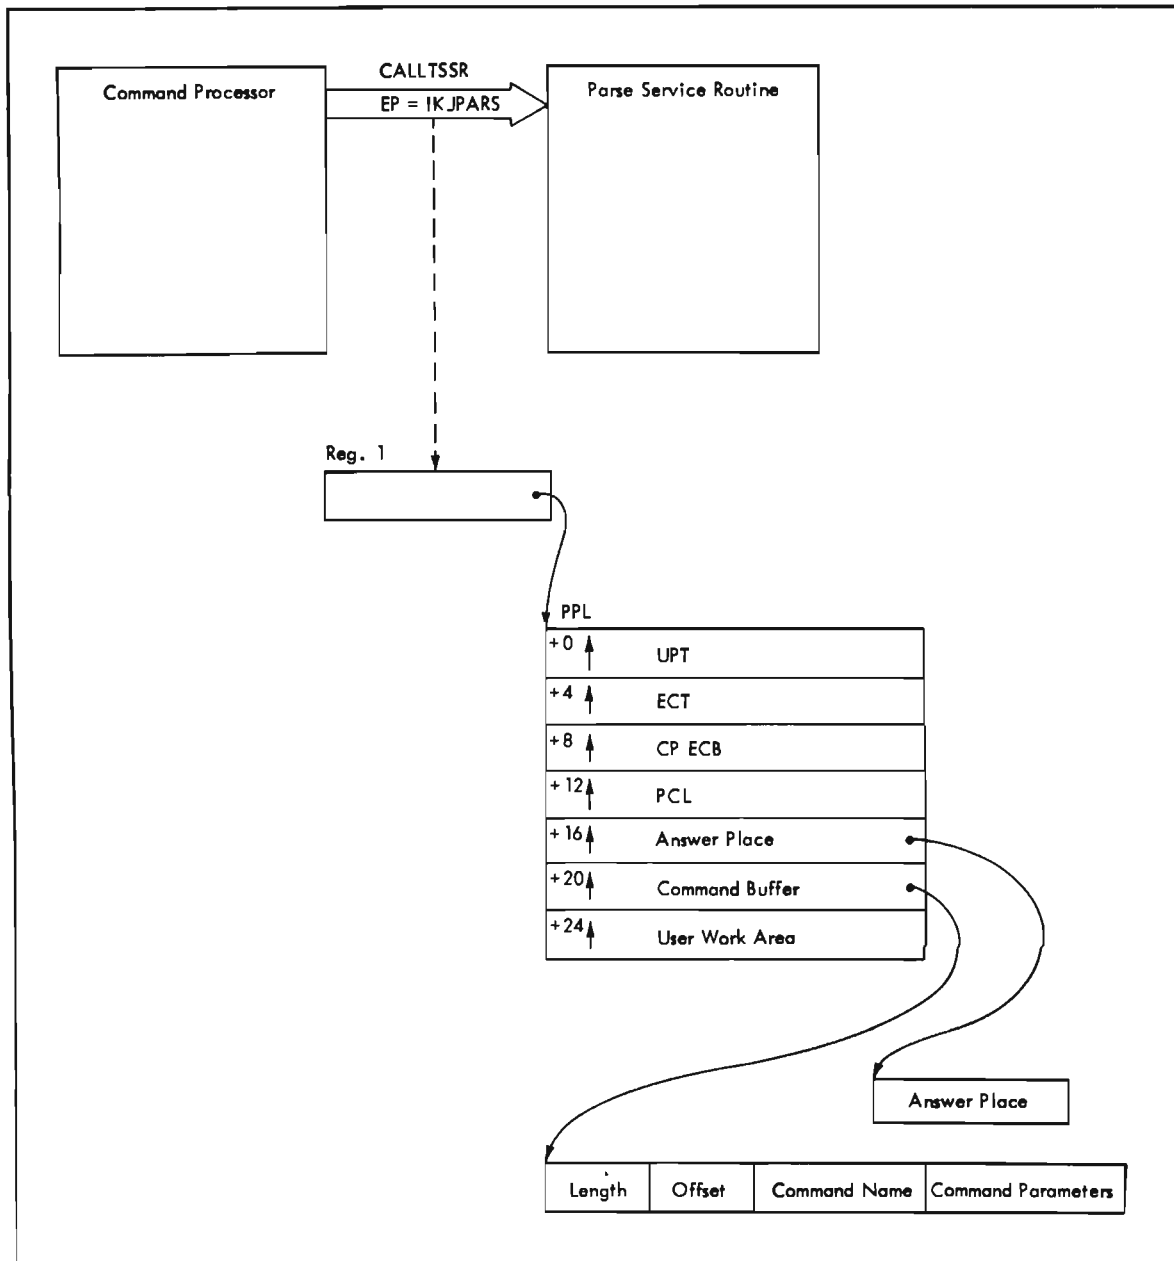 Command Processor
CALLTSSR
EP = IKJPARS
Parse Service Routine
Reg. 1
PPL
+0 UPT
+4 ECT
+8 CP ECB
+12 PCL
+16 Answer Place
+20 Command Buffer
+24 User Work Area
Answer Place
Length Offset Command Name Command Parameters